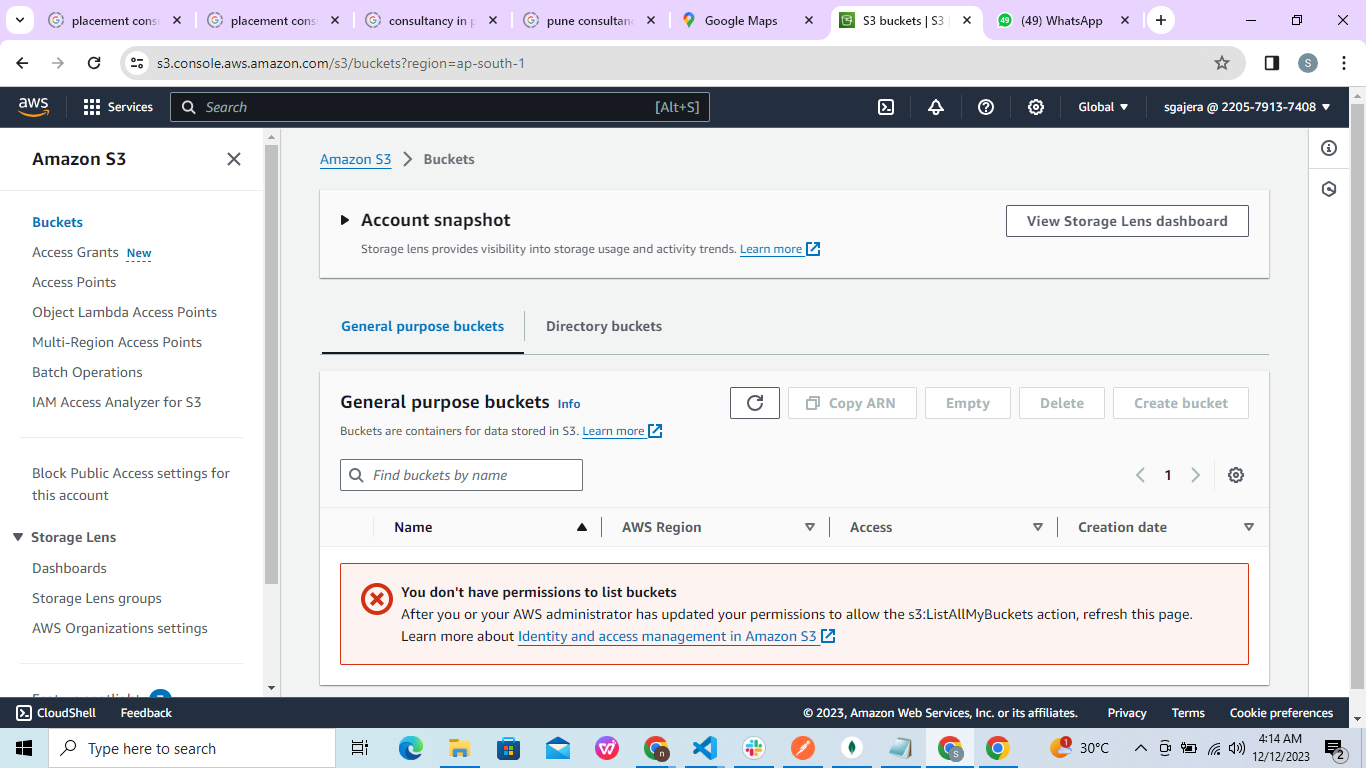 placement cons
placement cons
consultancy in p
pune consultan
Google Maps
S3 buckets | S3
(49) WhatsApp
s3.console.aws.amazon.com/s3/buckets?region=ap-south-1
S
aws
Services
Search
[Alt+S]
Global
sgajera @ 2205-7913-7408
Amazon S3
Buckets
Access Grants New
Access Points
Object Lambda Access Points
Multi-Region Access Points
Batch Operations
IAM Access Analyzer for S3
Block Public Access settings for
this account
Storage Lens
Dashboards
Storage Lens groups
AWS Organizations settings
Amazon S3 > Buckets
Account snapshot
Storage lens provides visibility into storage usage and activity trends. Learn more
View Storage Lens dashboard
General purpose buckets
Directory buckets
General purpose buckets Info
Buckets are containers for data stored in S3. Learn more
Copy ARN
Empty
Delete
Create bucket
Find buckets by name
1
Name
AWS Region
Access
Creation date
You don't have permissions to list buckets
After you or your AWS administrator has updated your permissions to allow the s3:ListAllMyBuckets action, refresh this page.
Learn more about Identity and access management in Amazon S3
CloudShell
Feedback
© 2023, Amazon Web Services, Inc. or its affiliates.
Privacy
Terms
Cookie preferences
Type here to search
30°C
4:14 AM
12/12/2023
2